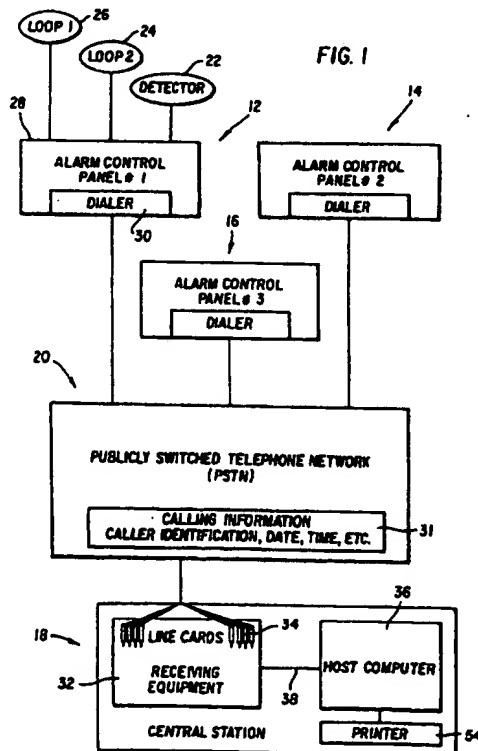 26
24
22
LOOP 1
LOOP 2
DETECTOR
FIG. 1
28
12
14
ALARM CONTROL
PANEL # 1
DIALER
30
ALARM CONTROL
PANEL # 2
DIALER
16
ALARM CONTROL
PANEL # 3
DIALER
20
PUBLICLY SWITCHED TELEPHONE NETWORK
(PSTN)
CALLING INFORMATION
CALLER IDENTIFICATION, DATE, TIME, ETC.
31
18
32
LINE CARDS
34
RECEIVING
EQUIPMENT
38
36
HOST COMPUTER
CENTRAL STATION
PRINTER
54